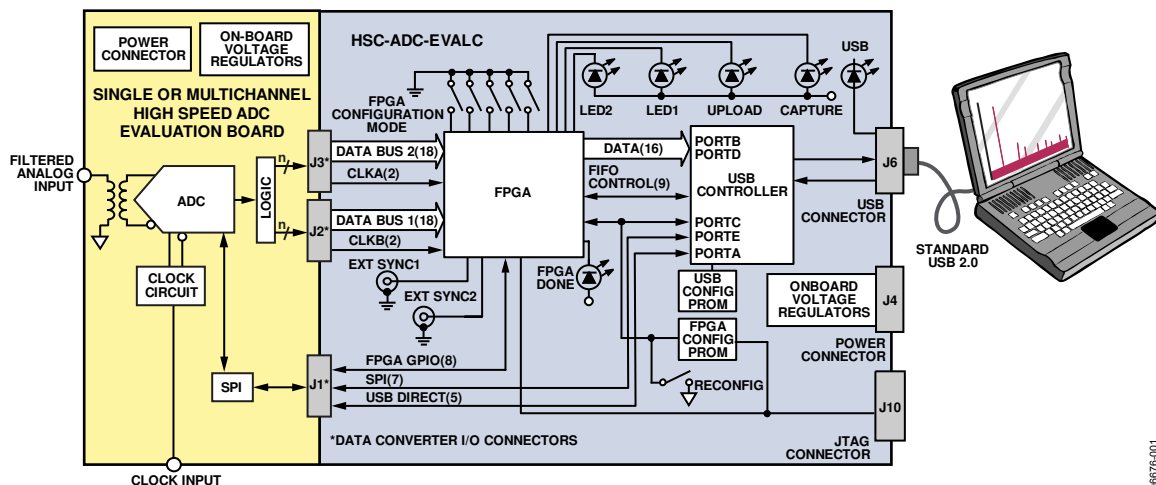 POWER
CONNECTOR
ON-BOARD
VOLTAGE
REGULATORS
SINGLE OR MULTICHANNEL
HIGH SPEED ADC
EVALUATION BOARD
FILTERED
ANALOG
INPUT
ADC
LOGIC
n
n
CLOCK
CIRCUIT
SPI
CLOCK INPUT
HSC-ADC-EVALC
FPGA
CONFIGURATION
MODE
LED2
LED1
UPLOAD
CAPTURE
USB
J3*
DATA BUS 2(18)
CLKA(2)
J2*
DATA BUS 1(18)
CLKB(2)
EXT SYNC1
EXT SYNC2
FPGA
DATA(16)
FIFO
CONTROL(9)
PORTB
PORTD
USB
CONTROLLER
PORTC
PORTE
PORTA
FPGA
DONE
USB
CONFIG
PROM
FPGA
CONFIG
PROM
RECONFIG
J1*
FPGA GPIO(8)
SPI(7)
USB DIRECT(5)
*DATA CONVERTER I/O CONNECTORS
J6
USB
CONNECTOR
STANDARD
USB 2.0
ONBOARD
VOLTAGE
REGULATORS
J4
POWER
CONNECTOR
J10
JTAG
CONNECTOR
06676-001